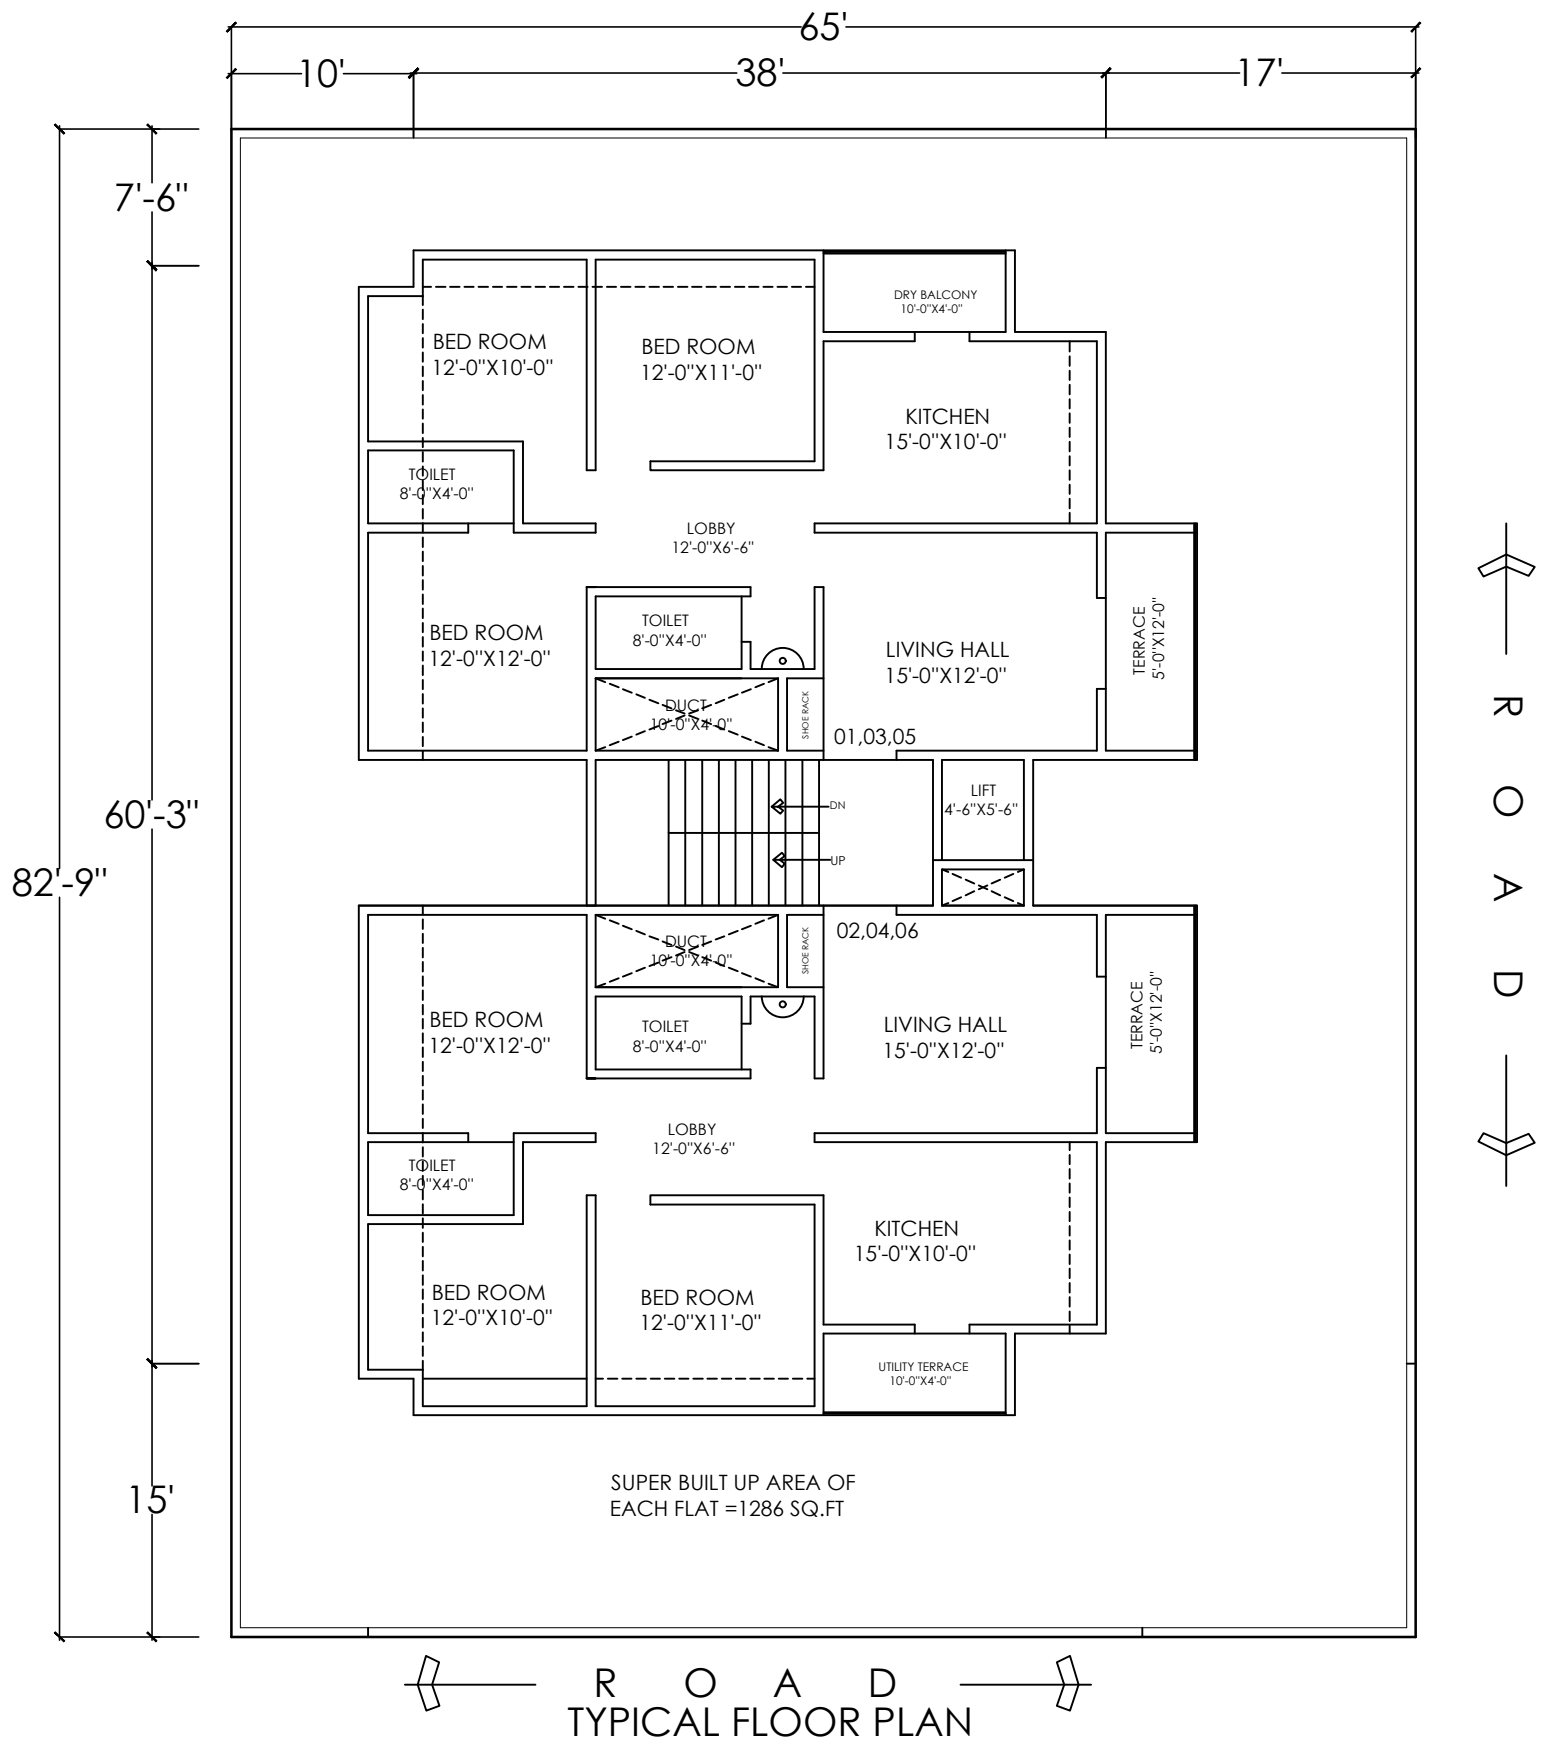 65'
10'
38'
17'
7'-6"
60'-3"
82'-9"
15'
DRY BALCONY
10'-0"X4'-0"
BED ROOM
12'-0"X10'-0"
BED ROOM
12'-0"X11'-0"
KITCHEN
15'-0"X10'-0"
TOILET
8'-0"X4'-0"
LOBBY
12'-0"X6'-6"
BED ROOM
12'-0"X12'-0"
TOILET
8'-0"X4'-0"
LIVING HALL
15'-0"X12'-0"
TERRACE
5'-0"X12'-0"
DUCT
10'-0"X4'-0"
SHOE RACK
01,03,05
DN
UP
LIFT
4'-6"X5'-6"
DUCT
10'-0"X4'-0"
SHOE RACK
02,04,06
BED ROOM
12'-0"X12'-0"
TOILET
8'-0"X4'-0"
LIVING HALL
15'-0"X12'-0"
TERRACE
5'-0"X12'-0"
LOBBY
12'-0"X6'-6"
TOILET
8'-0"X4'-0"
KITCHEN
15'-0"X10'-0"
BED ROOM
12'-0"X10'-0"
BED ROOM
12'-0"X11'-0"
UTILITY TERRACE
10'-0"X4'-0"
SUPER BUILT UP AREA OF
EACH FLAT =1286 SQ.FT
R O A D
R O A D
TYPICAL FLOOR PLAN